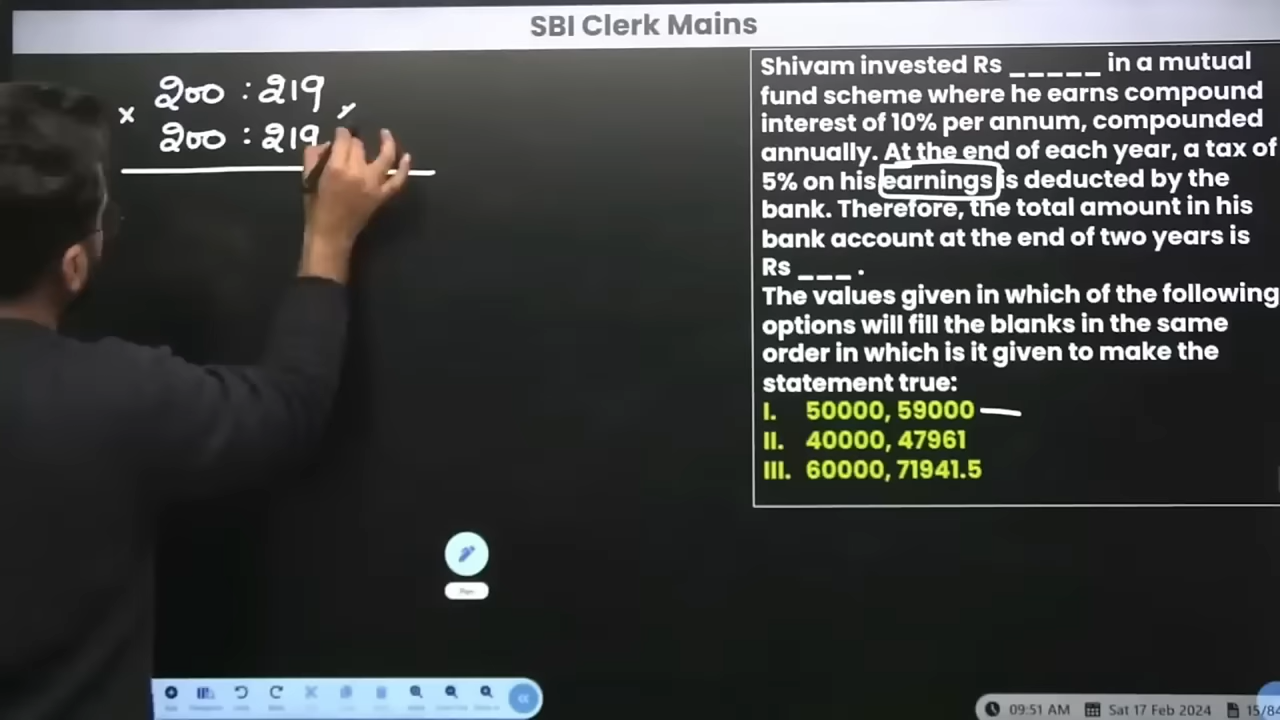 SBI Clerk Mains
× 200 : 219
200 : 219
Shivam invested Rs _____ in a mutual
fund scheme where he earns compound
interest of 10% per annum, compounded
annually. At the end of each year, a tax of
5% on his earnings is deducted by the
bank. Therefore, the total amount in his
bank account at the end of two years is
Rs ___ .
The values given in which of the following
options will fill the blanks in the same
order in which is it given to make the
statement true:
I. 50000, 59000
II. 40000, 47961
III. 60000, 71941.5
Pen
09:51 AM Sat 17 Feb 2024 15/84